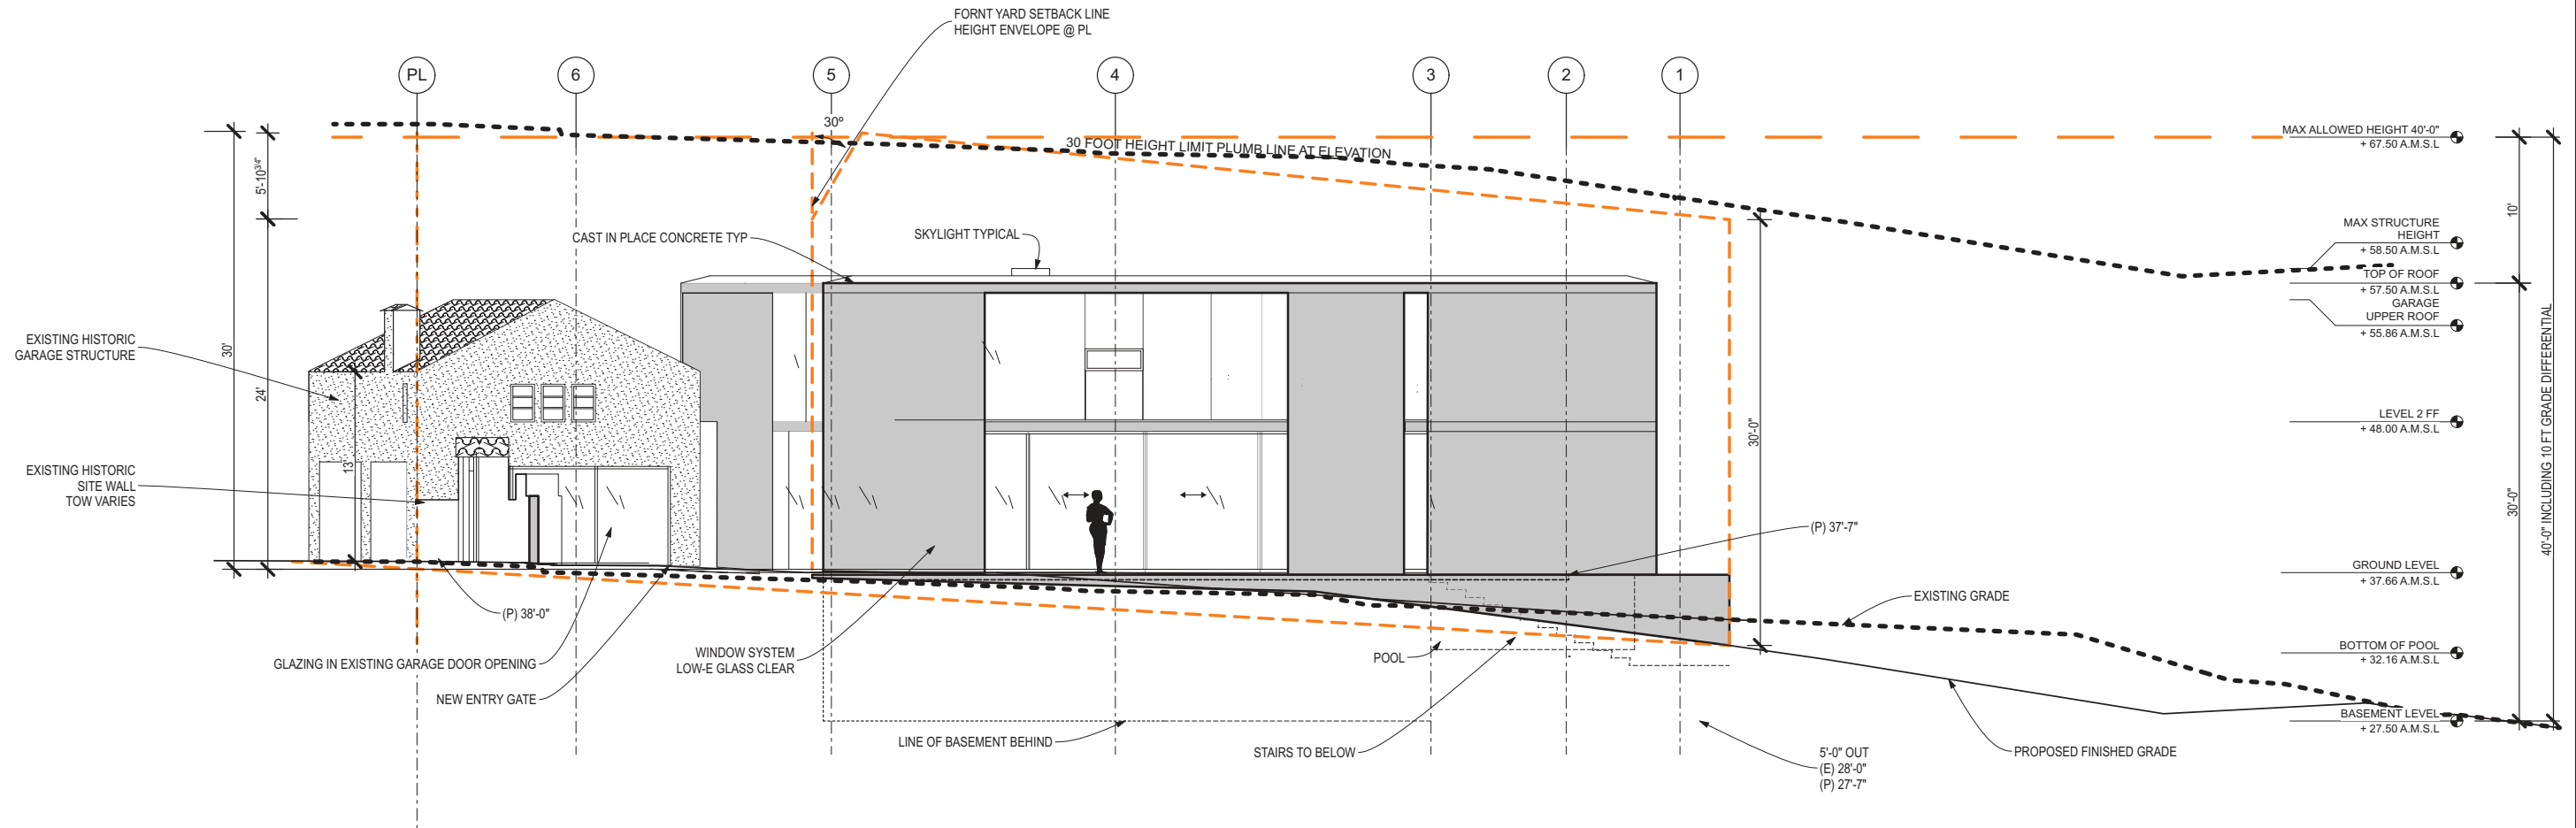 FORNT YARD SETBACK LINE
HEIGHT ENVELOPE @ PL
PL
6
5
4
3
2
1
30º
30 FOOT HEIGHT LIMIT PLUMB LINE AT ELEVATION
MAX ALLOWED HEIGHT 40'-0"
+ 67.50 A.M.S.L
5'-10¾"
10'
CAST IN PLACE CONCRETE TYP
SKYLIGHT TYPICAL
MAX STRUCTURE
HEIGHT
+ 58.50 A.M.S.L
TOP OF ROOF
+ 57.50 A.M.S.L
GARAGE
UPPER ROOF
+ 55.86 A.M.S.L
EXISTING HISTORIC
GARAGE STRUCTURE
30'
24'
13'
30'-0"
LEVEL 2 FF
+ 48.00 A.M.S.L
40'-0" INCLUDING 10 FT GRADE DIFFERENTIAL
30'-0"
EXISTING HISTORIC
SITE WALL
TOW VARIES
(P) 37'-7"
GROUND LEVEL
+ 37.66 A.M.S.L
(P) 38'-0"
EXISTING GRADE
GLAZING IN EXISTING GARAGE DOOR OPENING
WINDOW SYSTEM
LOW-E GLASS CLEAR
POOL
BOTTOM OF POOL
+ 32.16 A.M.S.L
NEW ENTRY GATE
LINE OF BASEMENT BEHIND
STAIRS TO BELOW
5'-0" OUT
(E) 28'-0"
(P) 27'-7"
PROPOSED FINISHED GRADE
BASEMENT LEVEL
+ 27.50 A.M.S.L